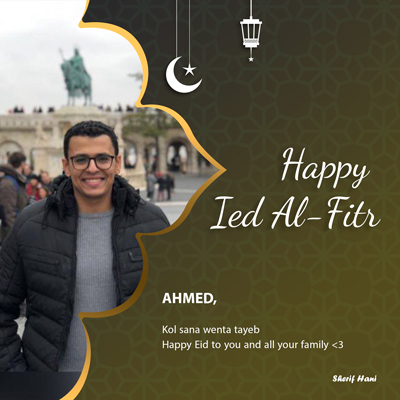 Happy
Ied Al-Fitr
AHMED,
Kol sana wenta tayeb
Happy Eid to you and all your family <3
Sherif Hani